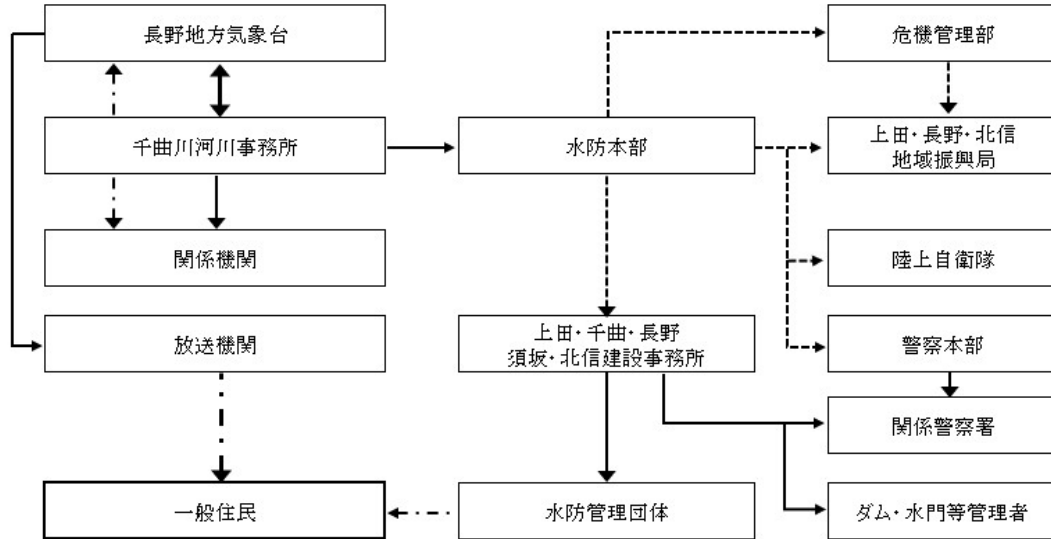 長野地方気象台
危機管理部
千曲川河川事務所
水防本部
上田・長野・北信
地域振興局
関係機関
陸上自衛隊
放送機関
上田・千曲・長野
須坂・北信建設事務所
警察本部
関係警察署
一般住民
水防管理団体
ダム・水門等管理者